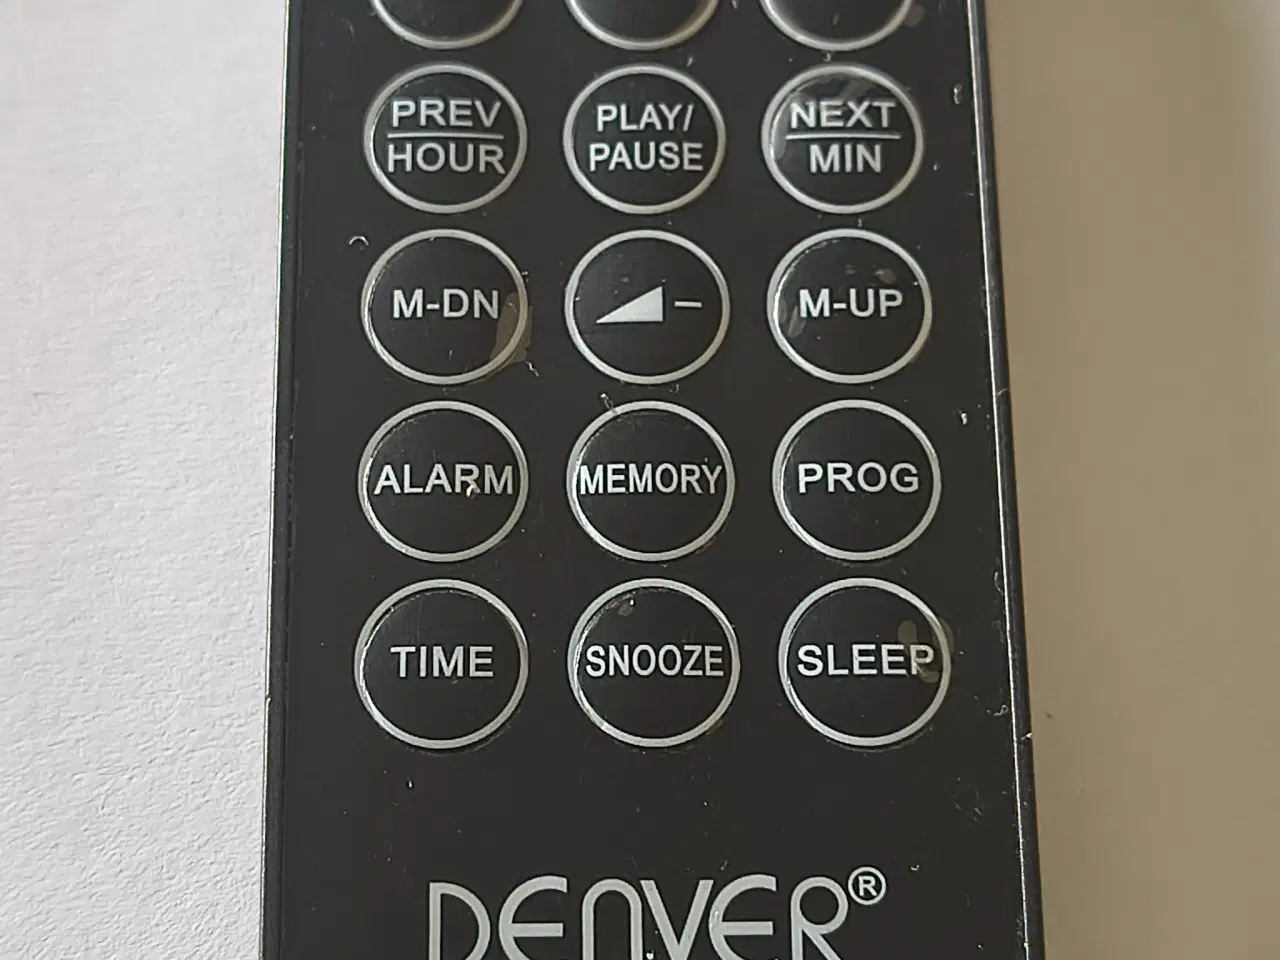 PREV
HOUR
PLAY/
PAUSE
NEXT
MIN
M-DN
M-UP
ALARM
MEMORY
PROG
TIME
SNOOZE
SLEEP
DENVER®